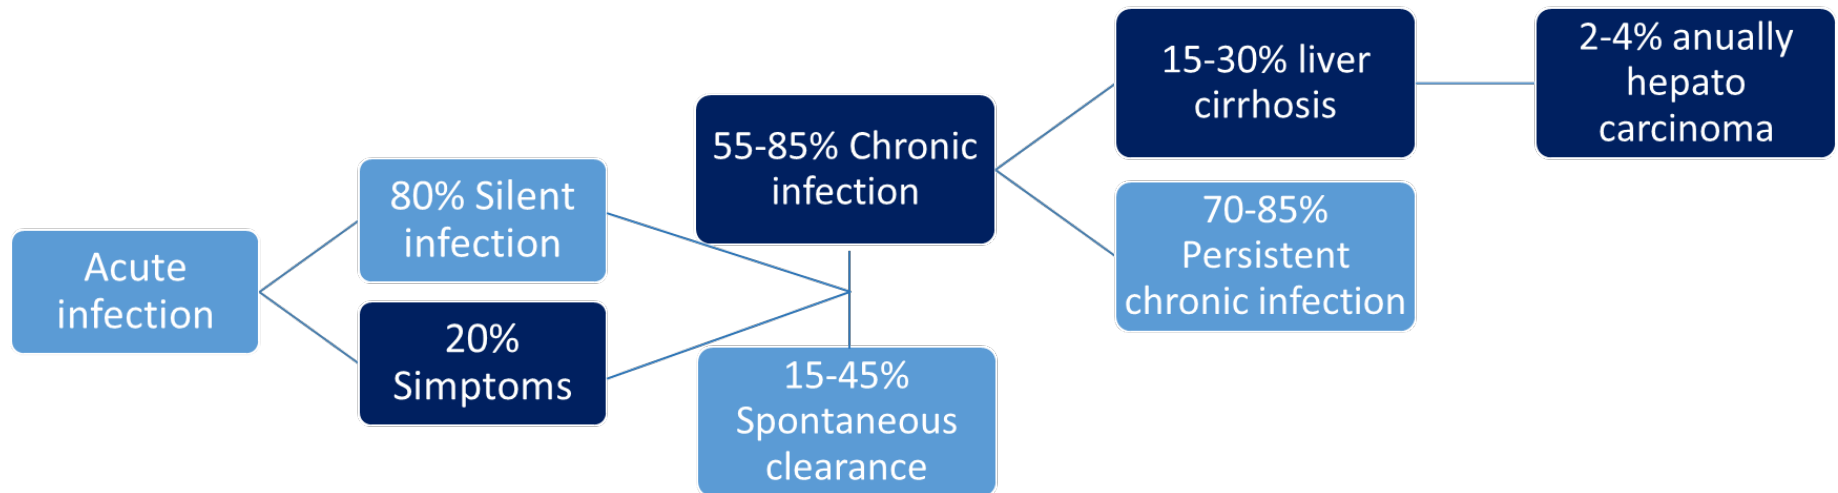 Acute
infection
80% Silent
infection
20%
Simptoms
55-85% Chronic
infection
15-45%
Spontaneous
clearance
15-30% liver
cirrhosis
70-85%
Persistent
chronic infection
2-4% anually
hepato
carcinoma